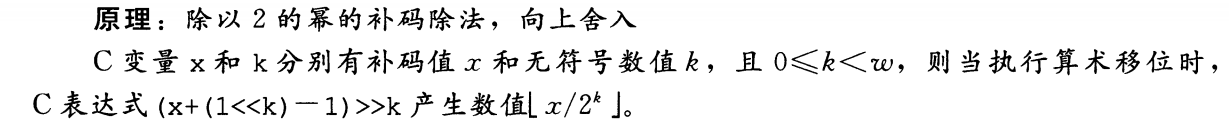 原理：除以 2 的幂的补码除法，向上舍入
C 变量 x 和 k 分别有补码值 x 和无符号数值 k，且 0≤k<w，则当执行算术移位时，
C 表达式 (x+(1<<k)－1)>>k 产生数值⌊ x/2ᵏ ⌋。